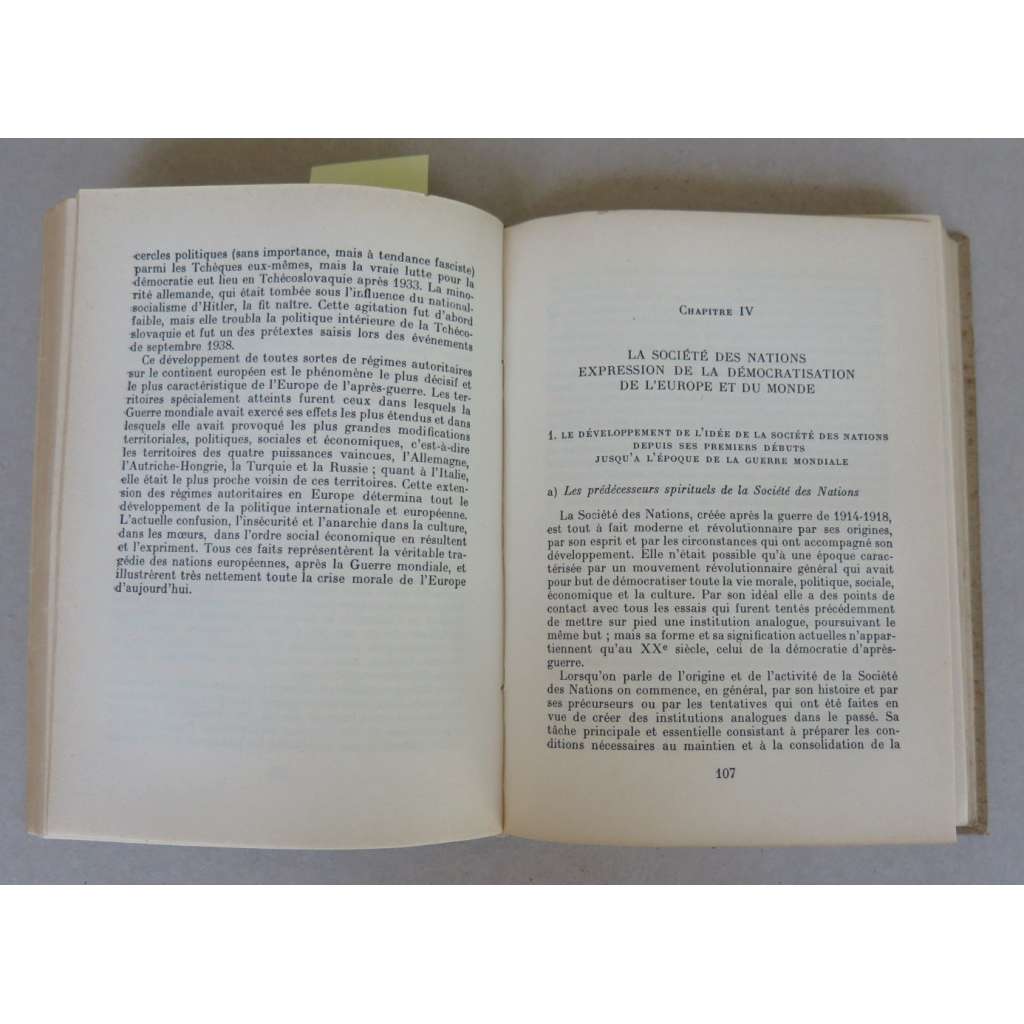 cercles politiques (sans importance, mais à tendance fasciste)
parmi les Tchèques eux-mêmes, mais la vraie lutte pour la
démocratie eut lieu en Tchécoslovaquie après 1933. La mino-
rité allemande, qui était tombée sous l'influence du national-
socialisme d'Hitler, la fit naître. Cette agitation fut d'abord
faible, mais elle troubla la politique intérieure de la Tchéco-
slovaquie et fut un des prétextes saisis lors des événements
de septembre 1938.
Ce développement de toutes sortes de régimes autoritaires
sur le continent européen est le phénomène le plus décisif et
le plus caractéristique de l'Europe de l'après-guerre. Les ter-
ritoires spécialement atteints furent ceux dans lesquels la
Guerre mondiale avait exercé ses effets les plus étendus et dans
lesquels elle avait provoqué les plus grandes modifications
territoriales, politiques, sociales et économiques, c'est-à-dire
les territoires des quatre puissances vaincues, l'Allemagne,
l'Autriche-Hongrie, la Turquie et la Russie ; quant à l'Italie,
elle était le plus proche voisin de ces territoires. Cette exten-
sion des régimes autoritaires en Europe détermina tout le
développement de la politique internationale et européenne.
L'actuelle confusion, l'insécurité et l'anarchie dans la culture,
dans les mœurs, dans l'ordre social économique en résultent
et l'expriment. Tous ces faits représentèrent la véritable tra-
gédie des nations européennes, après la Guerre mondiale, et
illustrèrent très nettement toute la crise morale de l'Europe
d'aujourd'hui.
Chapitre IV
LA SOCIÉTÉ DES NATIONS
EXPRESSION DE LA DÉMOCRATISATION
DE L'EUROPE ET DU MONDE
1. LE DÉVELOPPEMENT DE L'IDÉE DE LA SOCIÉTÉ DES NATIONS
DEPUIS SES PREMIERS DÉBUTS
JUSQU'A L'ÉPOQUE DE LA GUERRE MONDIALE
a) Les prédécesseurs spirituels de la Société des Nations
La Société des Nations, créée après la guerre de 1914-1918,
est tout à fait moderne et révolutionnaire par ses origines,
par son esprit et par les circonstances qui ont accompagné son
développement. Elle n'était possible qu'à une époque carac-
térisée par un mouvement révolutionnaire général qui avait
pour but de démocratiser toute la vie morale, politique, sociale,
économique et la culture. Par son idéal elle a des points de
contact avec tous les essais qui furent tentés précédemment
de mettre sur pied une institution analogue, poursuivant le
même but ; mais sa forme et sa signification actuelles n'appar-
tiennent qu'au XXe siècle, celui de la démocratie d'après-
guerre.
Lorsqu'on parle de l'origine et de l'activité de la Société
des Nations on commence, en général, par son histoire et par
ses précurseurs ou par les tentatives qui ont été faites en
vue de créer des institutions analogues dans le passé. Sa
tâche principale et essentielle consistant à préparer les con-
ditions nécessaires au maintien et à la consolidation de la
107